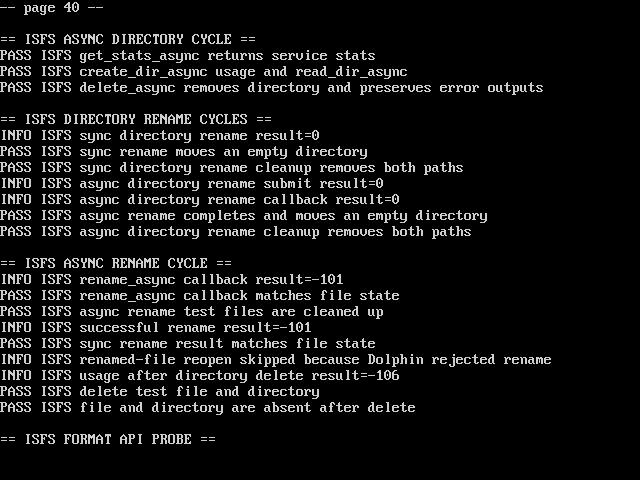 -- page 40 --
== ISFS ASYNC DIRECTORY CYCLE ==
PASS ISFS get_stats_async returns service stats
PASS ISFS create_dir_async usage and read_dir_async
PASS ISFS delete_async removes directory and preserves error outputs
== ISFS DIRECTORY RENAME CYCLES ==
INFO ISFS sync directory rename result=0
PASS ISFS sync rename moves an empty directory
PASS ISFS sync directory rename cleanup removes both paths
INFO ISFS async directory rename submit result=0
INFO ISFS async directory rename callback result=0
PASS ISFS async rename completes and moves an empty directory
PASS ISFS async directory rename cleanup removes both paths
== ISFS ASYNC RENAME CYCLE ==
INFO ISFS rename_async callback result=-101
PASS ISFS rename_async callback matches file state
PASS ISFS async rename test files are cleaned up
INFO ISFS successful rename result=-101
PASS ISFS sync rename result matches file state
INFO ISFS renamed-file reopen skipped because Dolphin rejected rename
INFO ISFS usage after directory delete result=-106
PASS ISFS delete test file and directory
PASS ISFS file and directory are absent after delete
== ISFS FORMAT API PROBE ==